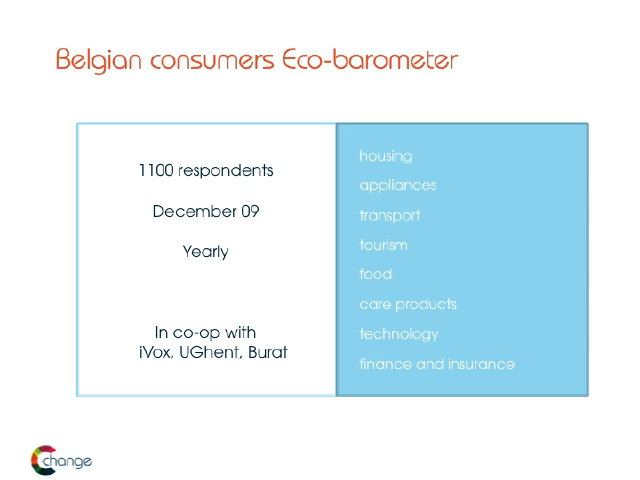 Belgian consumers Eco-barometer
1100 respondents
December 09
Yearly
In co-op with
iVox, UGhent, Burat
housing
appliances
transport
tourism
food
care products
technology
finance and insurance
change